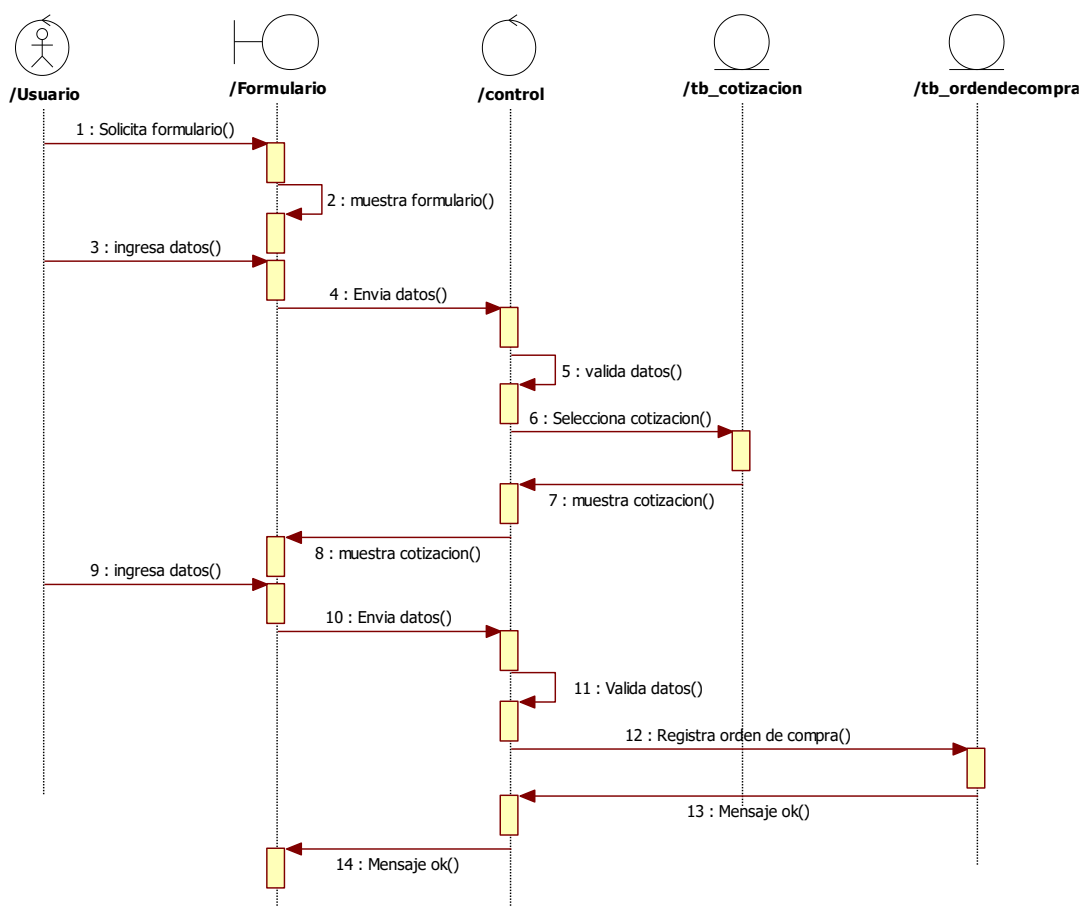 /Usuario
/Formulario
/control
/tb_cotizacion
/tb_ordendecompra
1 : Solicita formulario()
2 : muestra formulario()
3 : ingresa datos()
4 : Envia datos()
5 : valida datos()
6 : Selecciona cotizacion()
7 : muestra cotizacion()
8 : muestra cotizacion()
9 : ingresa datos()
10 : Envia datos()
11 : Valida datos()
12 : Registra orden de compra()
13 : Mensaje ok()
14 : Mensaje ok()